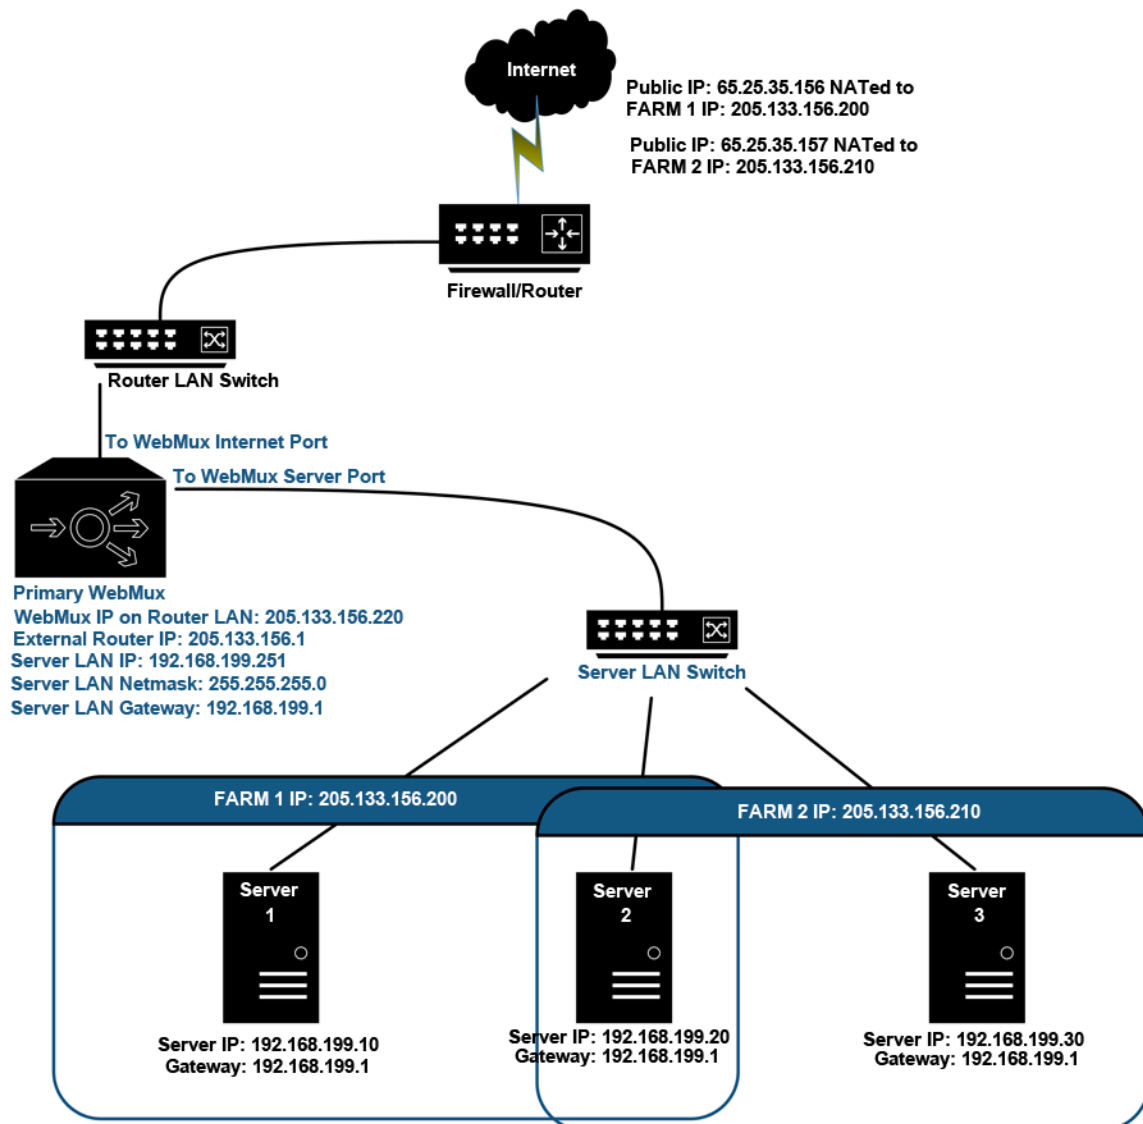 Internet
Public IP: 65.25.35.156 NATed to
FARM 1 IP: 205.133.156.200
Public IP: 65.25.35.157 NATed to
FARM 2 IP: 205.133.156.210
Firewall/Router
Router LAN Switch
To WebMux Internet Port
To WebMux Server Port
Primary WebMux
WebMux IP on Router LAN: 205.133.156.220
External Router IP: 205.133.156.1
Server LAN IP: 192.168.199.251
Server LAN Netmask: 255.255.255.0
Server LAN Gateway: 192.168.199.1
Server LAN Switch
FARM 1 IP: 205.133.156.200
FARM 2 IP: 205.133.156.210
Server
1
Server
2
Server
3
Server IP: 192.168.199.10
Gateway: 192.168.199.1
Server IP: 192.168.199.20
Gateway: 192.168.199.1
Server IP: 192.168.199.30
Gateway: 192.168.199.1